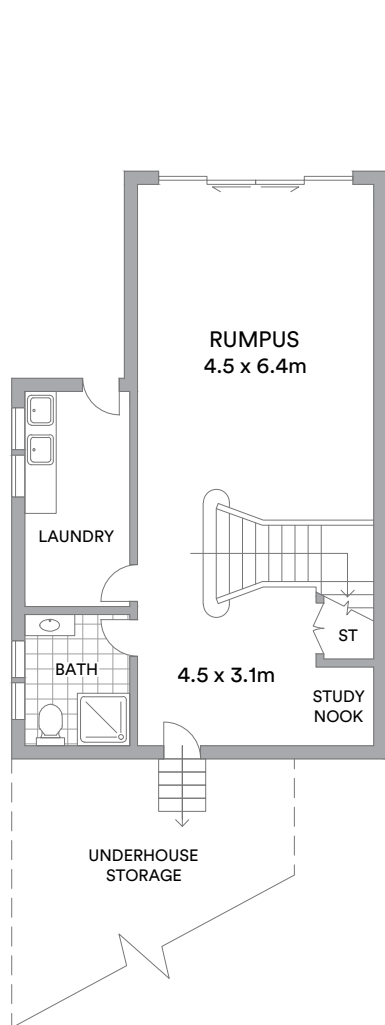 RUMPUS
4.5 x 6.4m
LAUNDRY
ST
BATH
4.5 x 3.1m
STUDY
NOOK
UNDERHOUSE
STORAGE